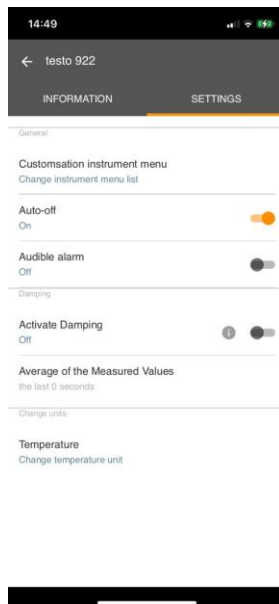 14:49
testo 922
INFORMATION SETTINGS
General
Customsation instrument menu
Change instrument menu list
Auto-off
On
Audible alarm
Off
Damping
Activate Damping
Off
Average of the Measured Values
the last 0 seconds
Change units
Temperature
Change temperature unit